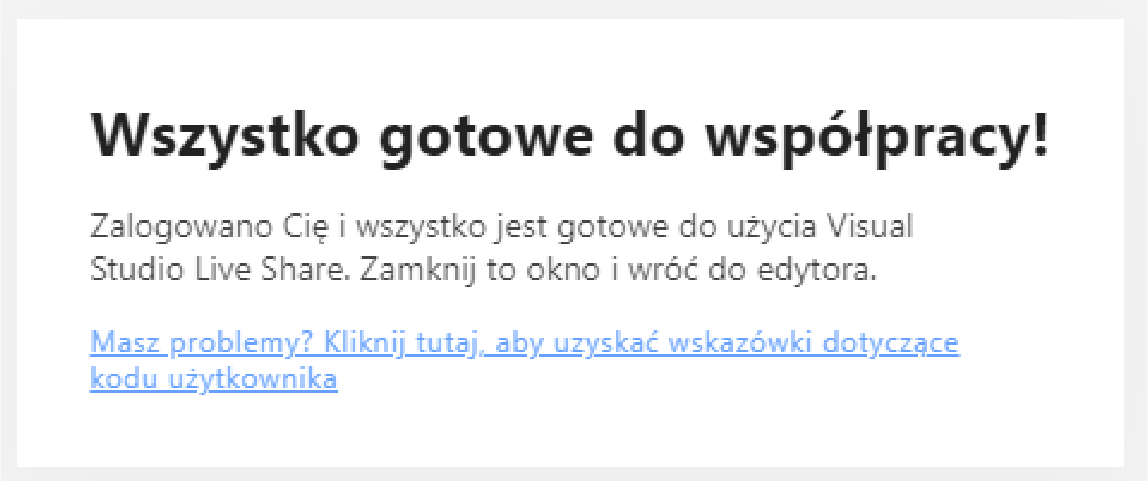 Wszystko gotowe do współpracy!
Zalogowano Cię i wszystko jest gotowe do użycia Visual
Studio Live Share. Zamknij to okno i wróć do edytora.
Masz problemy? Kliknij tutaj, aby uzyskać wskazówki dotyczące
kodu użytkownika